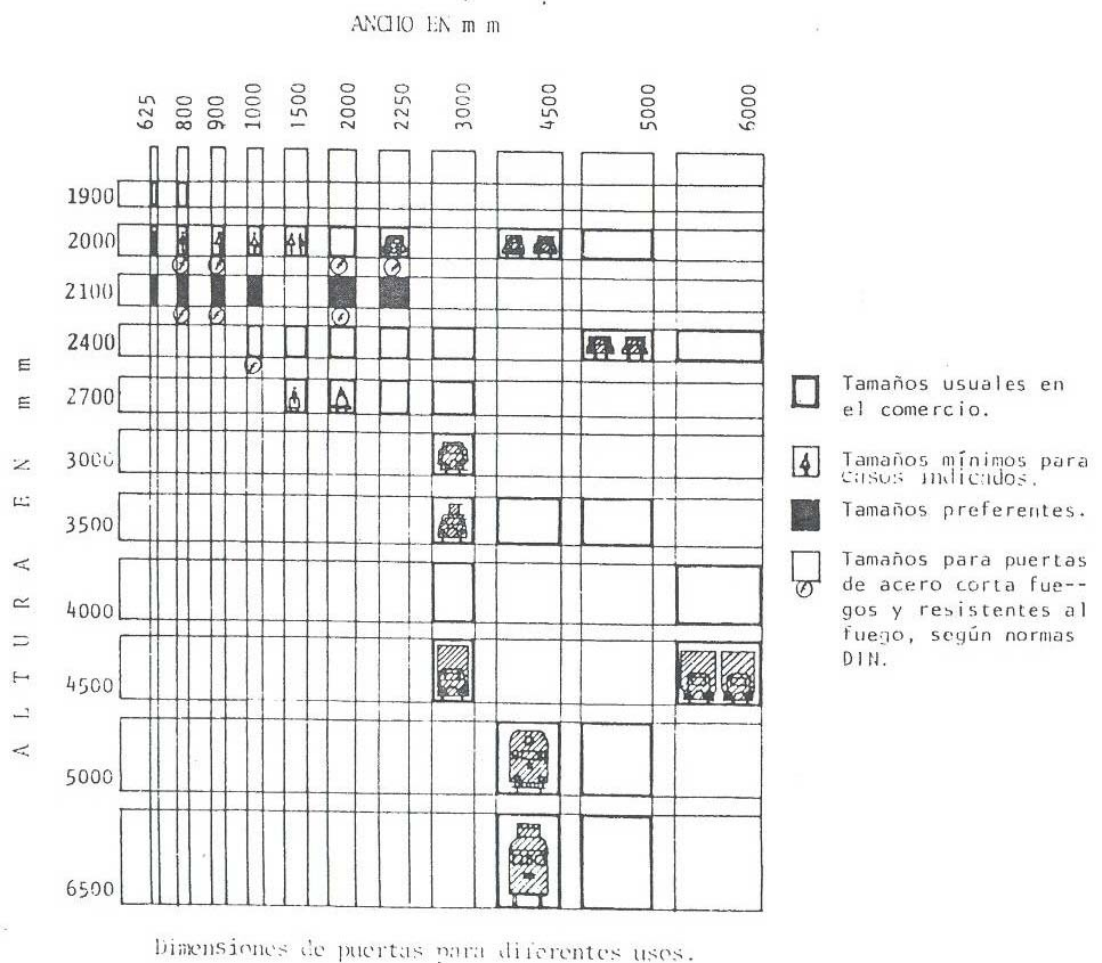 ANCHO EN m m
625 800 900 1000 1500 2000 2250 3000 4500 5000 6000
ALTURA EN m m
1900
2000
2100
2400
2700
3000
3500
4000
4500
5000
6500
Tamaños usuales en
el comercio.
Tamaños mínimos para
casos indicados.
Tamaños preferentes.
Tamaños para puertas
de acero corta fue--
gos y resistentes al
fuego, según normas
DIN.
Dimensiones de puertas para diferentes usos.